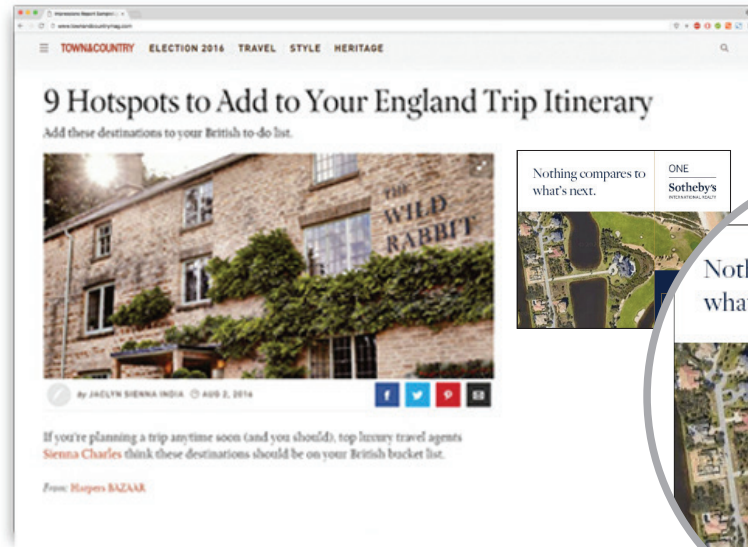 www.townandcountrymag.com
TOWN&COUNTRY ELECTION 2016 TRAVEL STYLE HERITAGE
9 Hotspots to Add to Your England Trip Itinerary
Add these destinations to your British to-do list.
THE
WILD
RABBIT
By JACLYN SIENNA INDIA AUG 2, 2016
If you're planning a trip anytime soon (and you should), top luxury travel agents
Sienna Charles think these destinations should be on your British bucket list.
From: Harpers BAZAAR
Nothing compares to
what's next.
ONE
Sotheby's
INTERNATIONAL REALTY
Noth
what